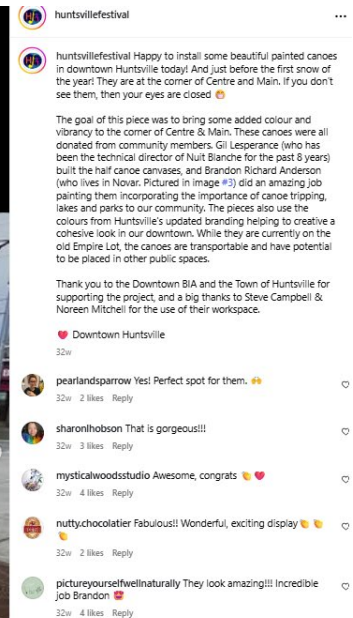 huntsvillefestival
huntsvillefestival Happy to install some beautiful painted canoes
in downtown Huntsville today! And just before the first snow of the
year! They are at the corner of Centre and Main. If you don't
see them, then your eyes are closed 😁
The goal of this piece was to bring some added colour and
vibrancy to the corner of Centre & Main. These canoes were all
donated from community members. Gil Lesperance (who has
been the technical director of Nuit Blanche for the past 8 years)
built the half canoe canvases, and Brandon Richard Anderson
(who lives in Novar. Pictured in image #3) did an amazing job
painting them incorporating the importance of canoe tripping,
lakes and parks to our community. The pieces also use the
colours from Huntsville's updated branding helping to creative a
cohesive look in our downtown. While they are currently on the
old Empire Lot, the canoes are transportable and have potential
to be placed in other public spaces.
Thank you to the Downtown BIA and the Town of Huntsville for
supporting the project, and a big thanks to Steve Campbell &
Noreen Mitchell for the use of their workspace.
❤️ Downtown Huntsville
32w
pearlandsparrow Yes! Perfect spot for them. 🙌
32w 2 likes Reply
sharonlhobson That is gorgeous!!!
32w 3 likes Reply
mysticalwoodsstudio Awesome, congrats 👏 ❤️
32w 4 likes Reply
nutty.chocolatier Fabulous!! Wonderful, exciting display 👏 👏
👏
32w 2 likes Reply
pictureyourselfwellnaturally They look amazing!!! Incredible
job Brandon 🤩
32w 4 likes Reply